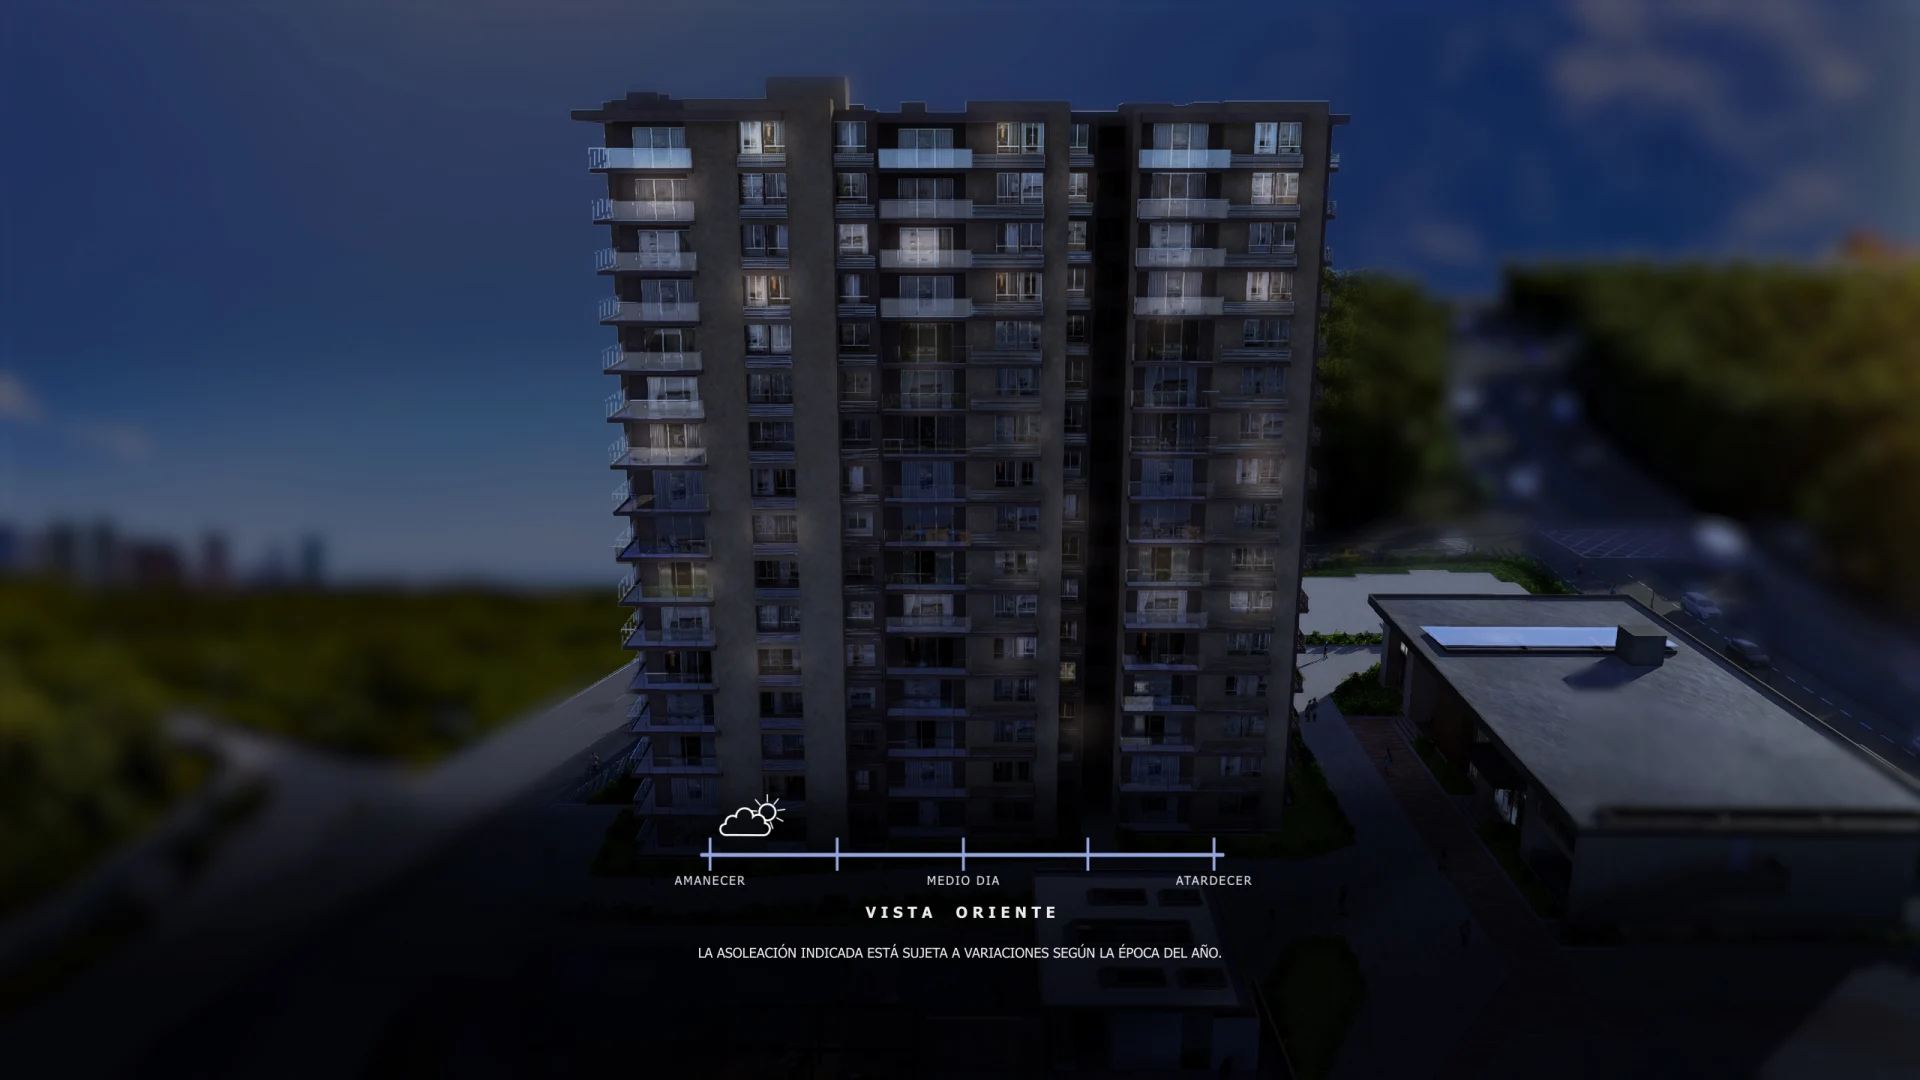 AMANECER MEDIO DIA ATARDECER
VISTA ORIENTE
LA ASOLEACIÓN INDICADA ESTÁ SUJETA A VARIACIONES SEGÚN LA ÉPOCA DEL AÑO.